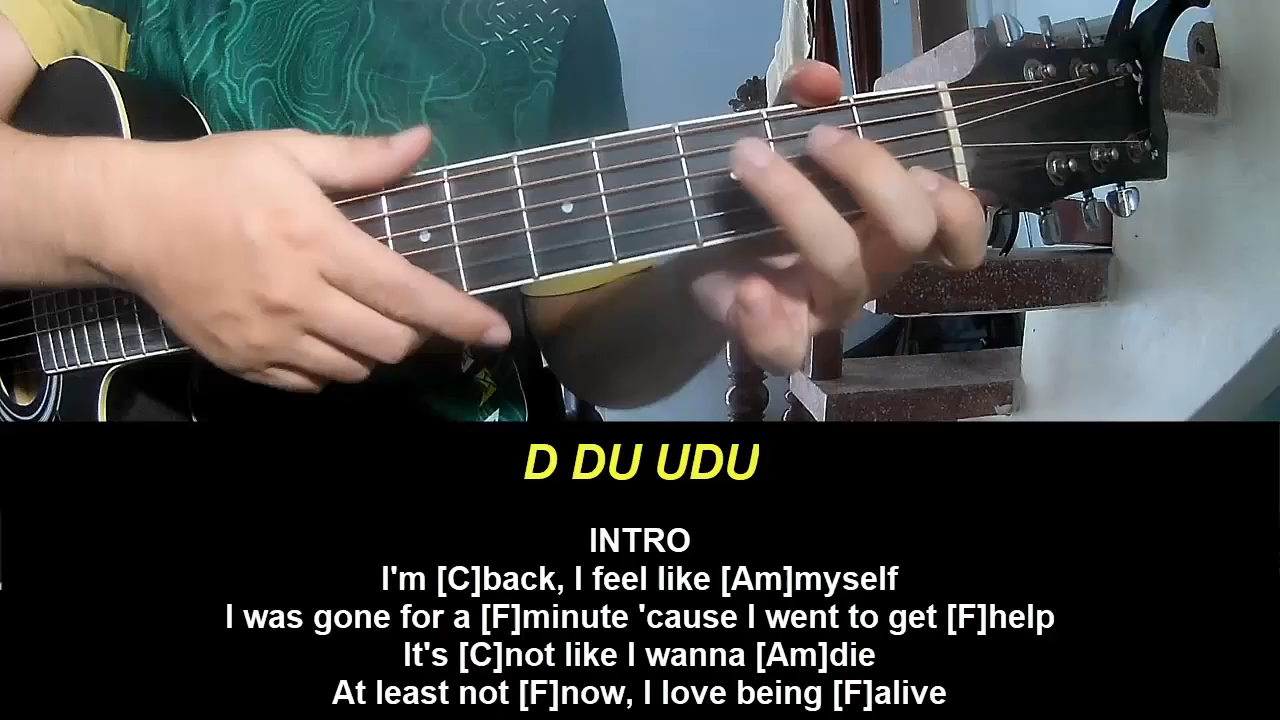 D DU UDU
INTRO
I'm [C]back, I feel like [Am]myself
I was gone for a [F]minute 'cause I went to get [F]help
It's [C]not like I wanna [Am]die
At least not [F]now, I love being [F]alive